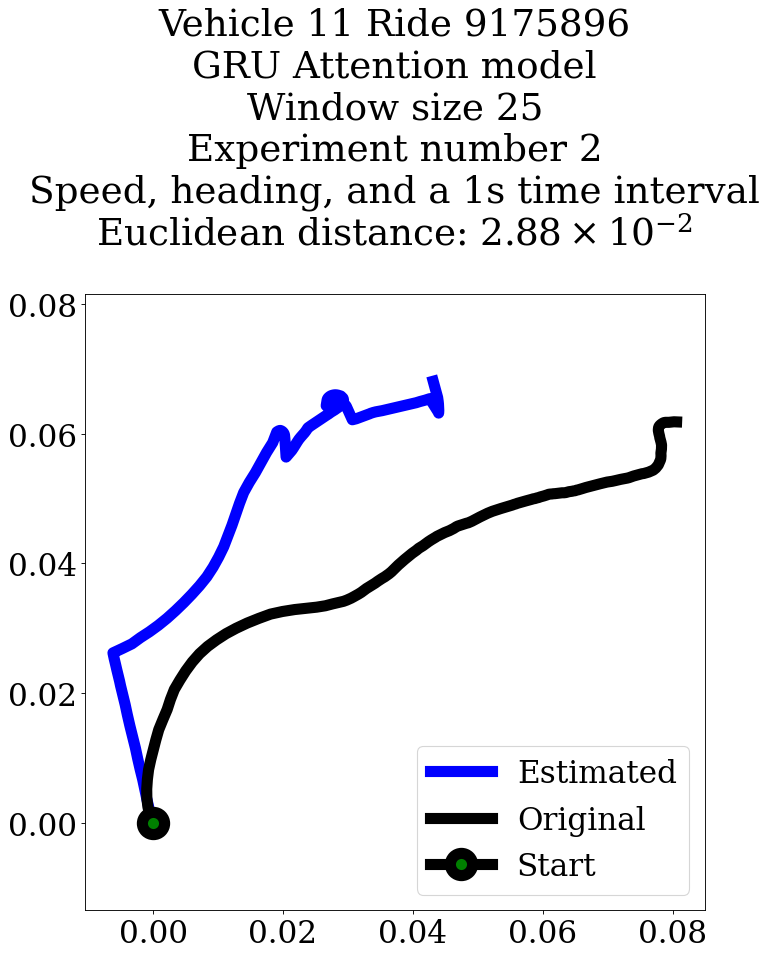 Vehicle 11 Ride 9175896
GRU Attention model
Window size 25
Experiment number 2
Speed, heading, and a 1s time interval
Euclidean distance: 2.88 × 10⁻²
0.08
0.06
0.04
0.02
0.00
Estimated
Original
Start
0.00 0.02 0.04 0.06 0.08